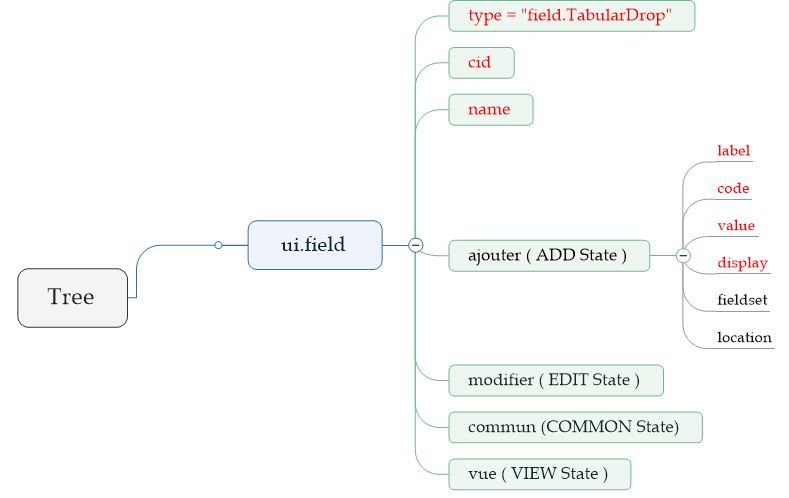 type = "field.TabularDrop"
cid
name
label
code
value
display
fieldset
location
ajouter ( ADD State )
ui.field
Tree
modifier ( EDIT State )
commun (COMMON State)
vue ( VIEW State )